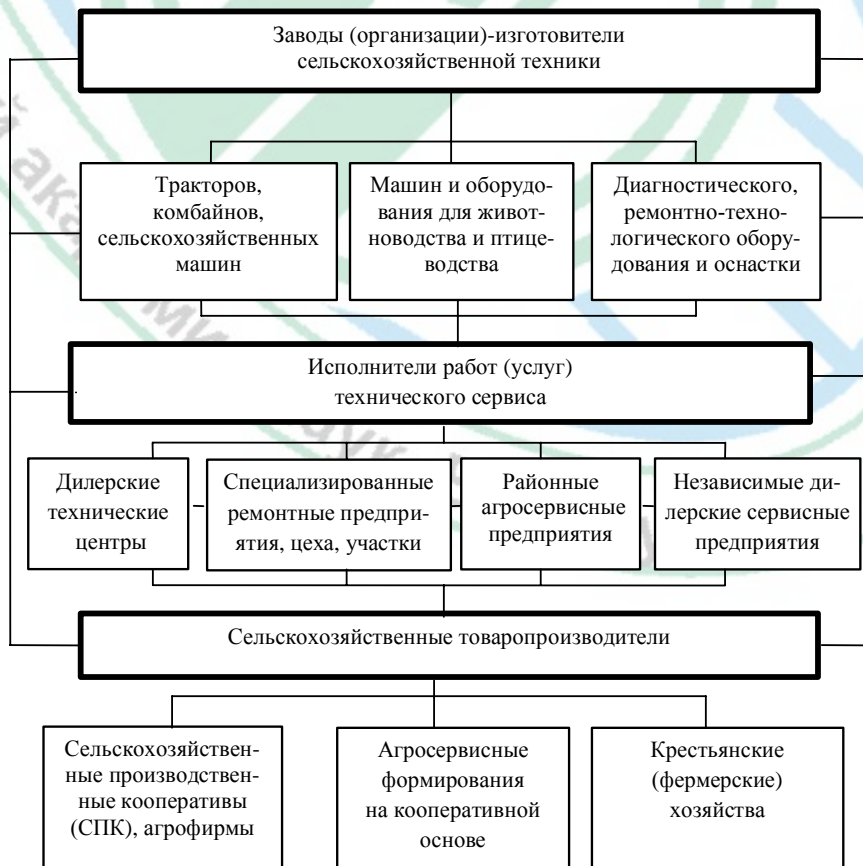 Заводы (организации)-изготовители
сельскохозяйственной техники
Тракторов,
комбайнов,
сельскохозяйственных
машин
Машин и оборудо-
вания для живот-
новодства и птице-
водства
Диагностического,
ремонтно-техно-
логического обору-
дования и оснастки
Исполнители работ (услуг)
технического сервиса
Дилерские
технические
центры
Специализированные
ремонтные предпри-
ятия, цеха, участки
Районные
агросервисные
предприятия
Независимые ди-
лерские сервисные
предприятия
Сельскохозяйственные товаропроизводители
Сельскохозяйствен-
ные производствен-
ные кооперативы
(СПК), агрофирмы
Агросервисные
формирования
на кооперативной
основе
Крестьянские
(фермерские)
хозяйства